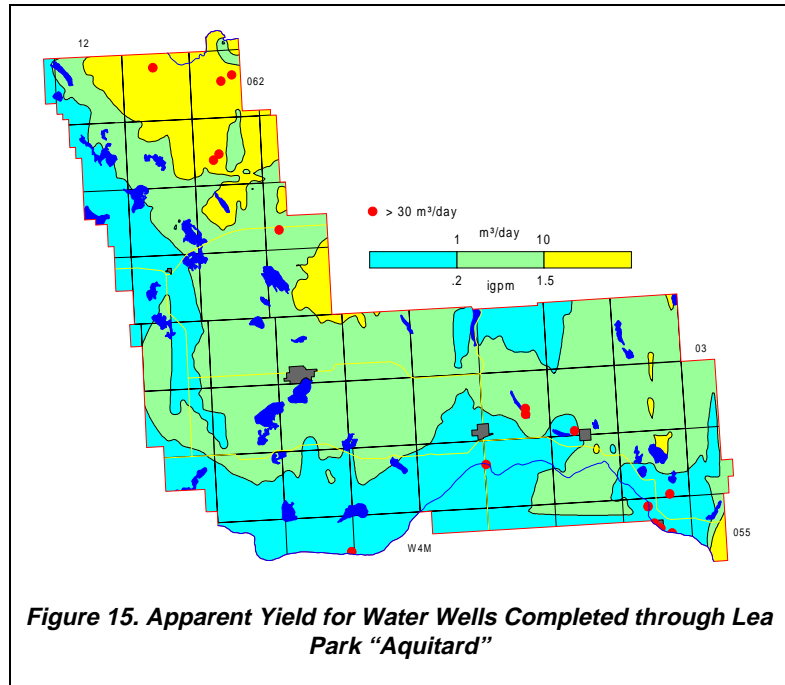 12
062
> 30 m³/day
1 m³/day 10
.2 igpm 1.5
03
W4M
055
Figure 15. Apparent Yield for Water Wells Completed through Lea
Park “Aquitard”